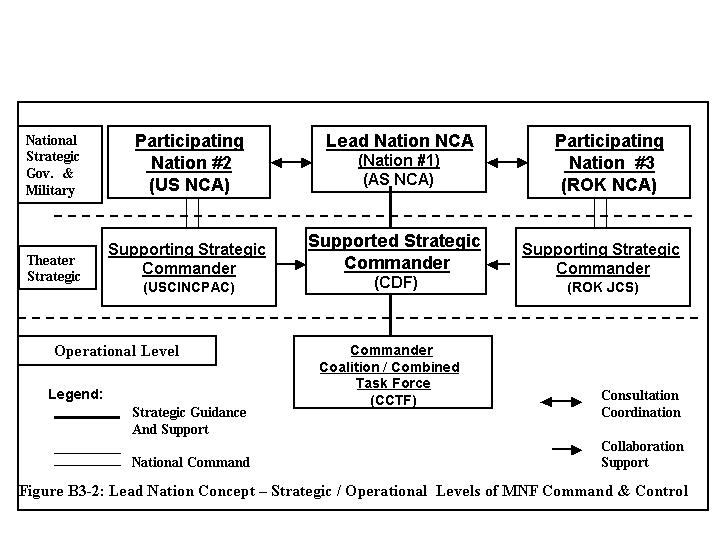 National
Strategic
Gov. &
Military
Participating
Nation #2
(US NCA)
Lead Nation NCA
(Nation #1)
(AS NCA)
Participating
Nation #3
(ROK NCA)
Theater
Strategic
Supporting Strategic
Commander
(USCINCPAC)
Supported Strategic
Commander
(CDF)
Supporting Strategic
Commander
(ROK JCS)
Operational Level
Commander
Coalition / Combined
Task Force
(CCTF)
Legend:
Strategic Guidance
And Support
National Command
Consultation
Coordination
Collaboration
Support
Figure B3-2: Lead Nation Concept – Strategic / Operational Levels of MNF Command & Control